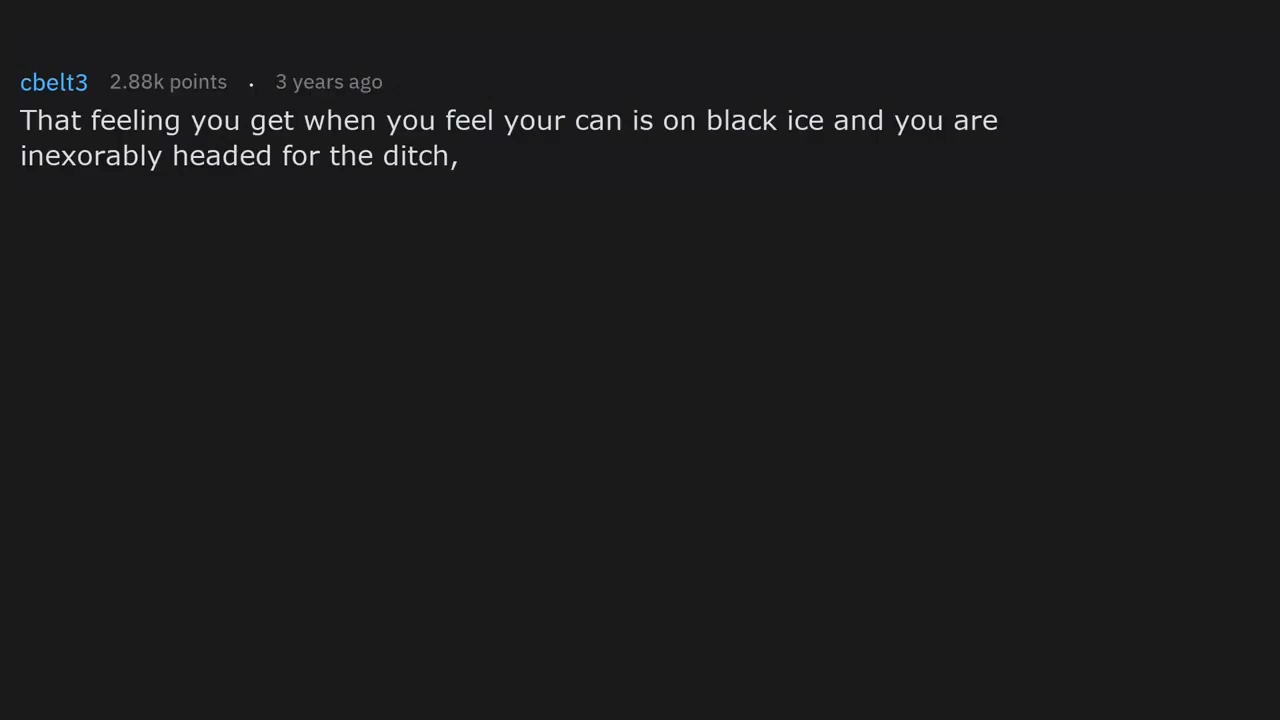 cbelt3 2.88k points . 3 years ago
That feeling you get when you feel your can is on black ice and you are
inexorably headed for the ditch,